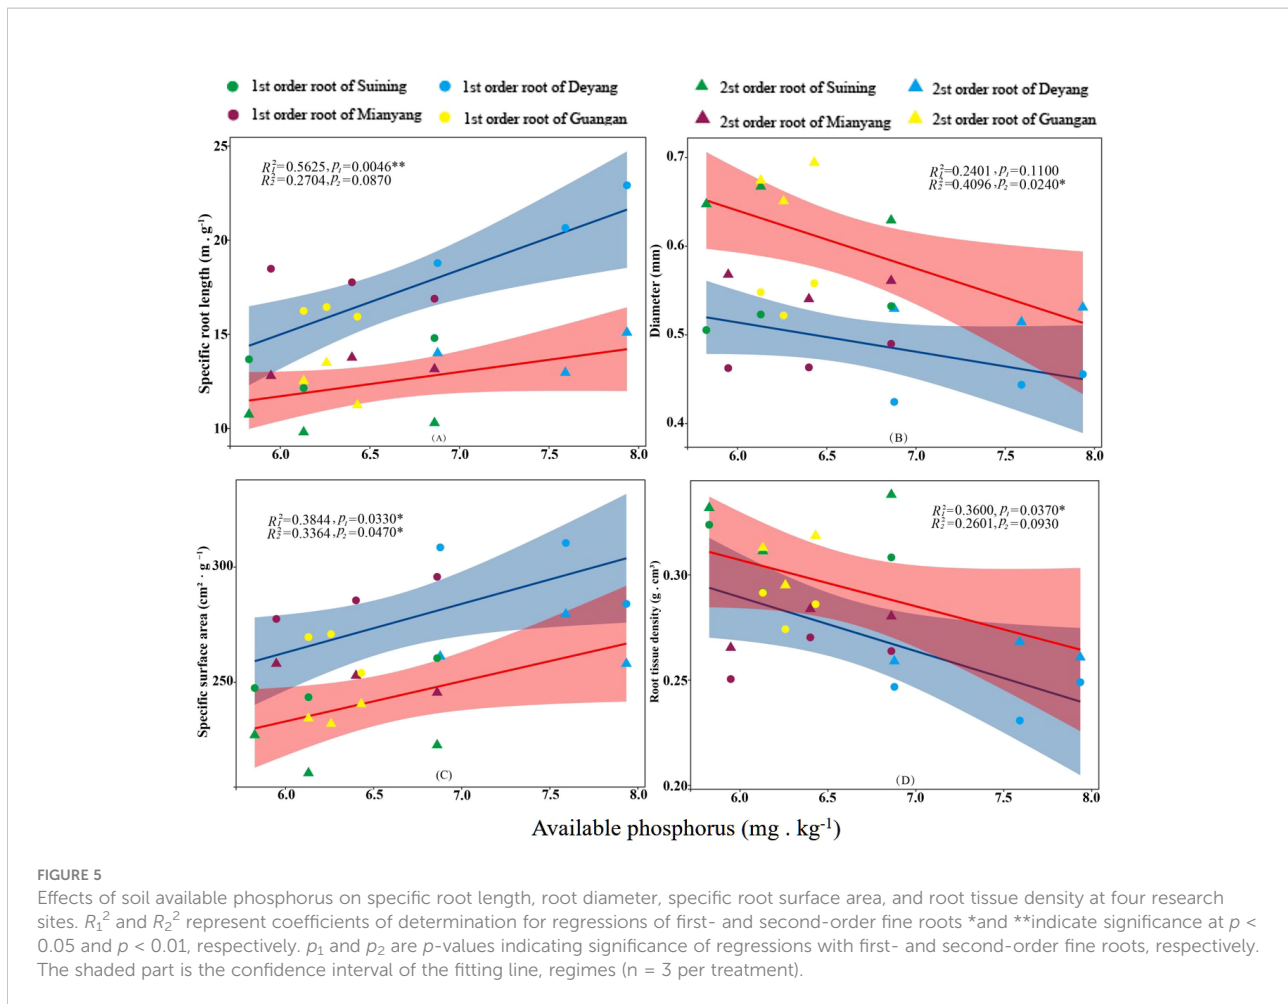 1st order root of Suining
1st order root of Deyang
2st order root of Suining
2st order root of Deyang
1st order root of Mianyang
1st order root of Guangan
2st order root of Mianyang
2st order root of Guangan
25
20
15
10
Specific root length (m . g⁻¹)
R₁²=0.5625, p₁=0.0046**
R₂²=0.2704, p₂=0.0870
(A)
6.0 6.5 7.0 7.5 8.0
0.7
0.6
0.5
0.4
Diameter (mm)
R₁²=0.2401, p₁=0.1100
R₂²=0.4096, p₂=0.0240*
(B)
6.0 6.5 7.0 7.5 8.0
300
250
Specific surface area (cm² · g⁻¹)
R₁²=0.3844, p₁=0.0330*
R₂²=0.3364, p₂=0.0470*
(C)
6.0 6.5 7.0 7.5 8.0
0.30
0.25
0.20
Root tissue density (g . cm³)
R₁²=0.3600, p₁=0.0370*
R₂²=0.2601, p₂=0.0930
(D)
6.0 6.5 7.0 7.5 8.0
Available phosphorus (mg . kg⁻¹)
FIGURE 5
Effects of soil available phosphorus on specific root length, root diameter, specific root surface area, and root tissue density at four research
sites. R₁² and R₂² represent coefficients of determination for regressions of first- and second-order fine roots *and **indicate significance at p <
0.05 and p < 0.01, respectively. p₁ and p₂ are p-values indicating significance of regressions with first- and second-order fine roots, respectively.
The shaded part is the confidence interval of the fitting line, regimes (n = 3 per treatment).